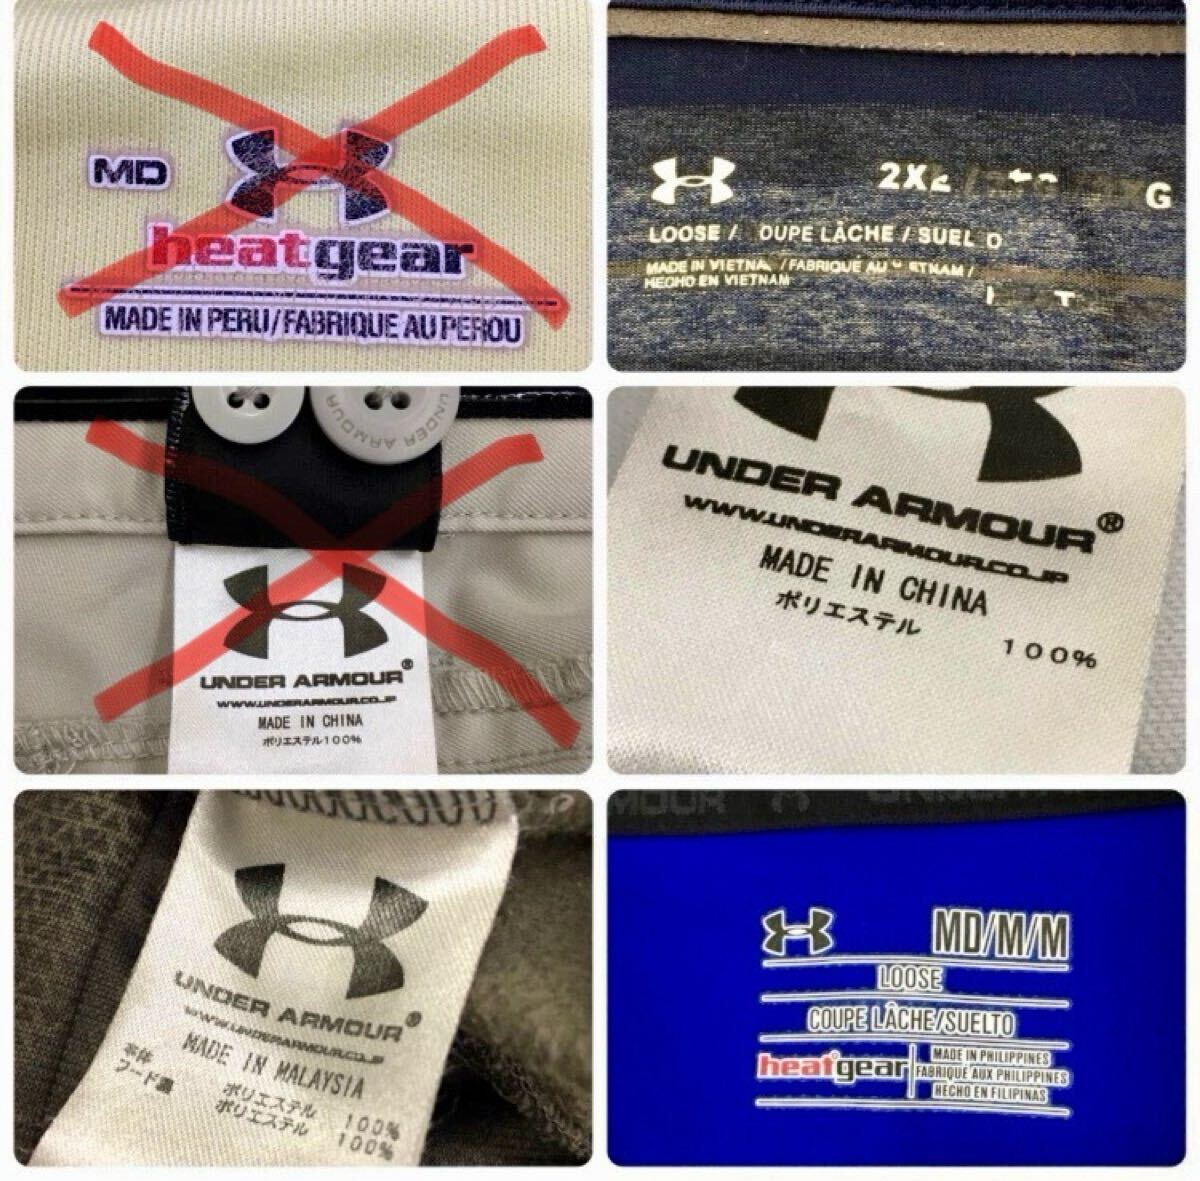 MD
heatgear
MADE IN PERU/FABRIQUE AU PEROU
2X
G
LOOSE / OUPE LÂCHE / SUEL O
MADE IN VIETNA /FABRIQUÉ AU ETNAM/
HECHO EN VIETNAM
UNDER ARMOUR
UNDER ARMOUR®
WWW.UNDERARMOUR.CO.JP
MADE IN CHINA
ポリエステル100%
UNDER ARMOUR®
WWW.UNDERARMOUR.CO.JP
MADE IN CHINA
ポリエステル
100%
UNDER ARMOUR®
WWW.UNDERARMOUR.CO.JP
MADE IN MALAYSIA
ポリエステル 100%
フード裏 ポリエステル 100%
MOUR
MD/M/M
LOOSE
COUPE LÂCHE/SUELTO
heatgear
MADE IN PHILIPPINES
FABRIQUE AUX PHILIPPINES
HECHO EN FILIPINAS